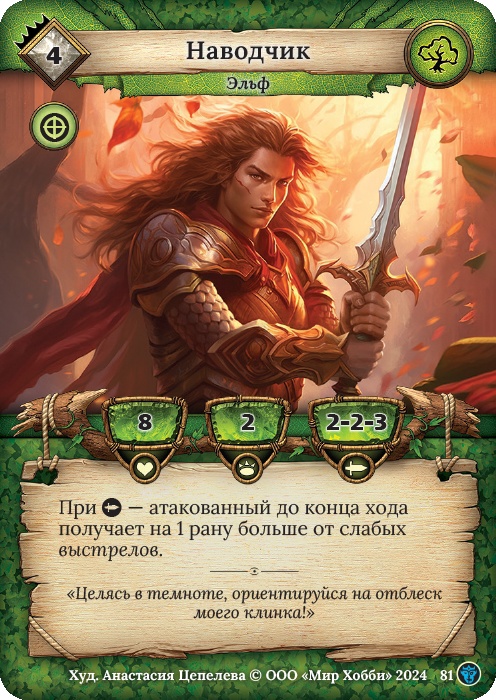 4
Наводчик
Эльф
8
2
2-2-3
При — атакованный до конца хода
получает на 1 рану больше от слабых
выстрелов.
«Целясь в темноте, ориентируйся на отблеск
моего клинка!»
Худ. Анастасия Цепелева © ООО «Мир Хобби» 2024 81